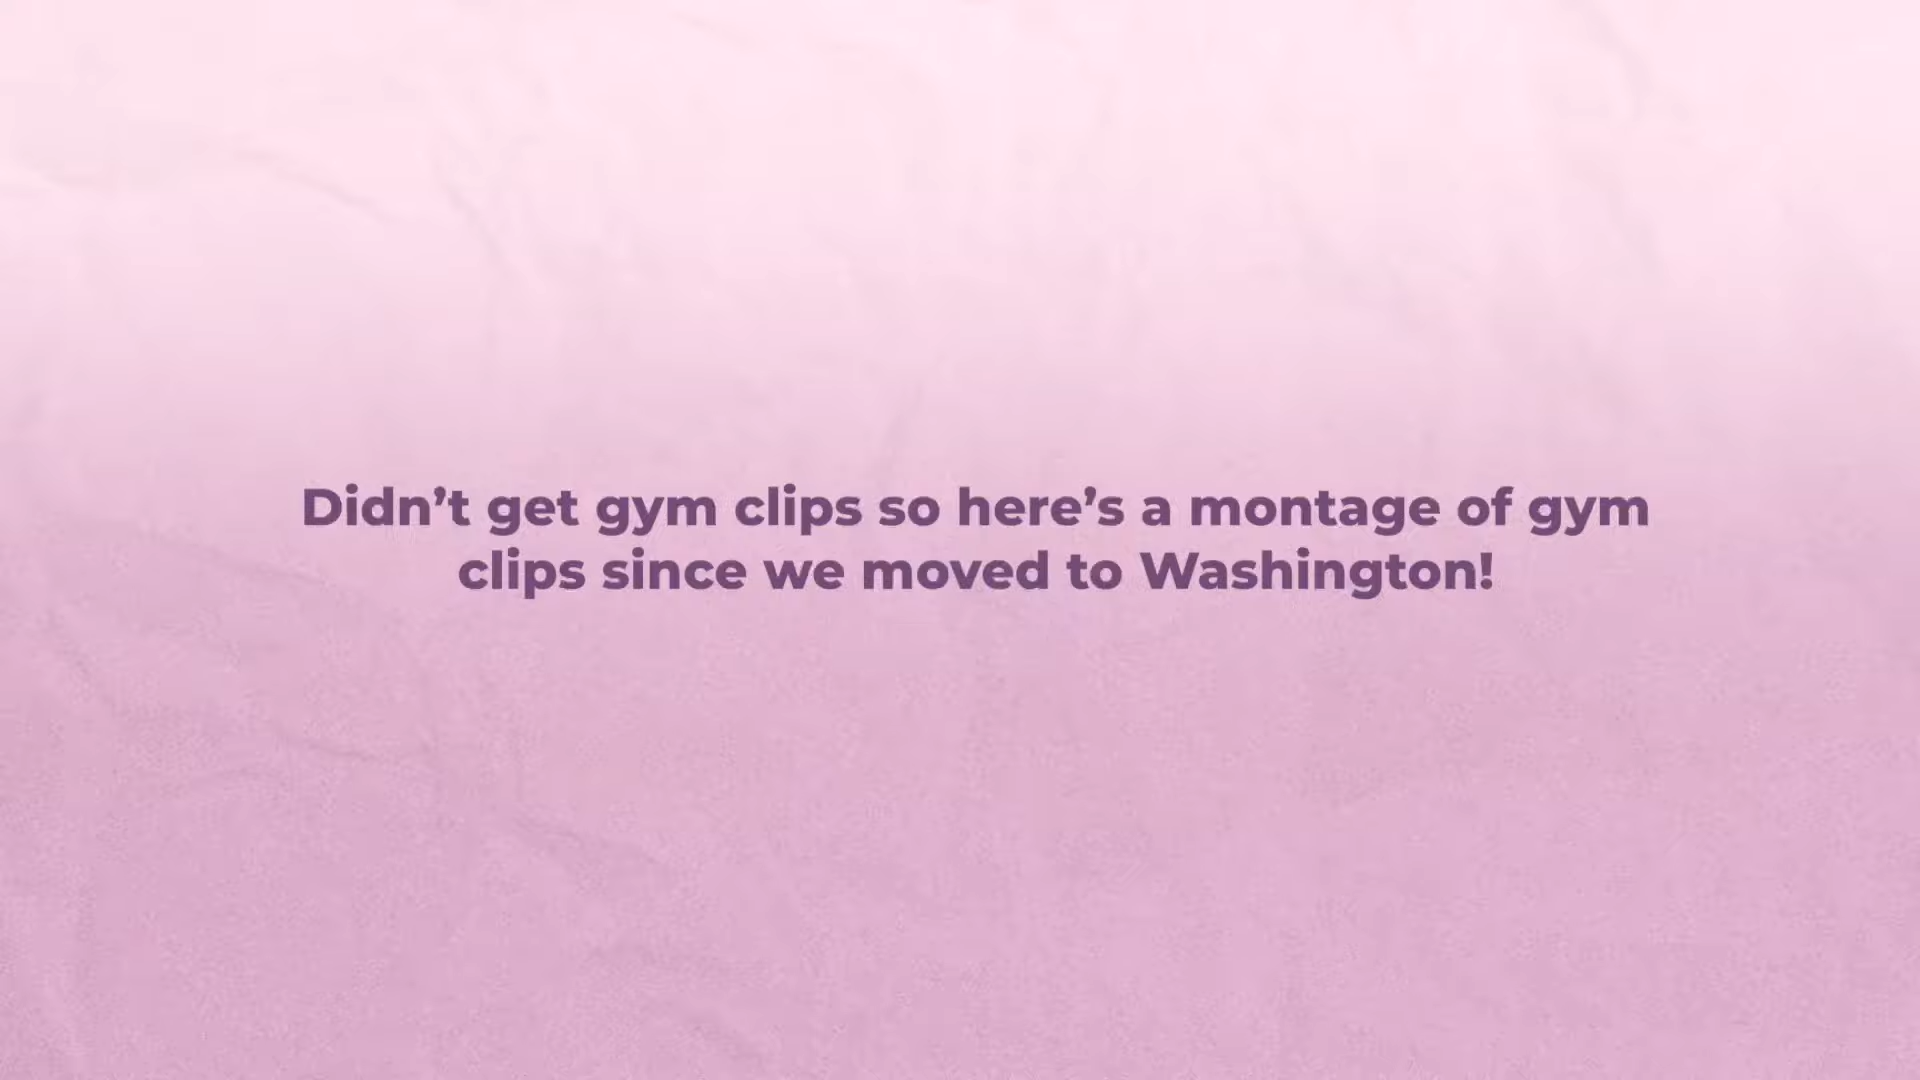 Didn’t get gym clips so here’s a montage of gym
clips since we moved to Washington!